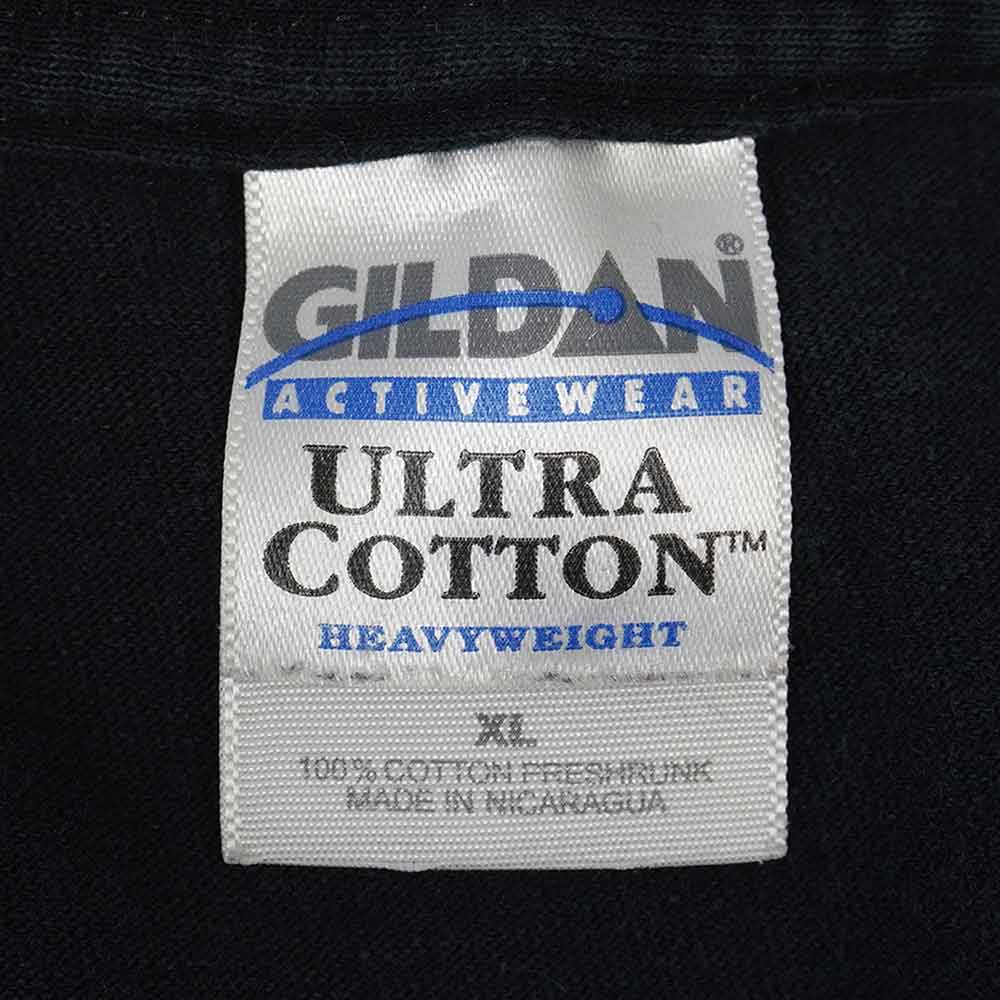 GILDAN®
ACTIVEWEAR
ULTRA
COTTON™
HEAVYWEIGHT
XL
100% COTTON PRESHRUNK
MADE IN NICARAGUA